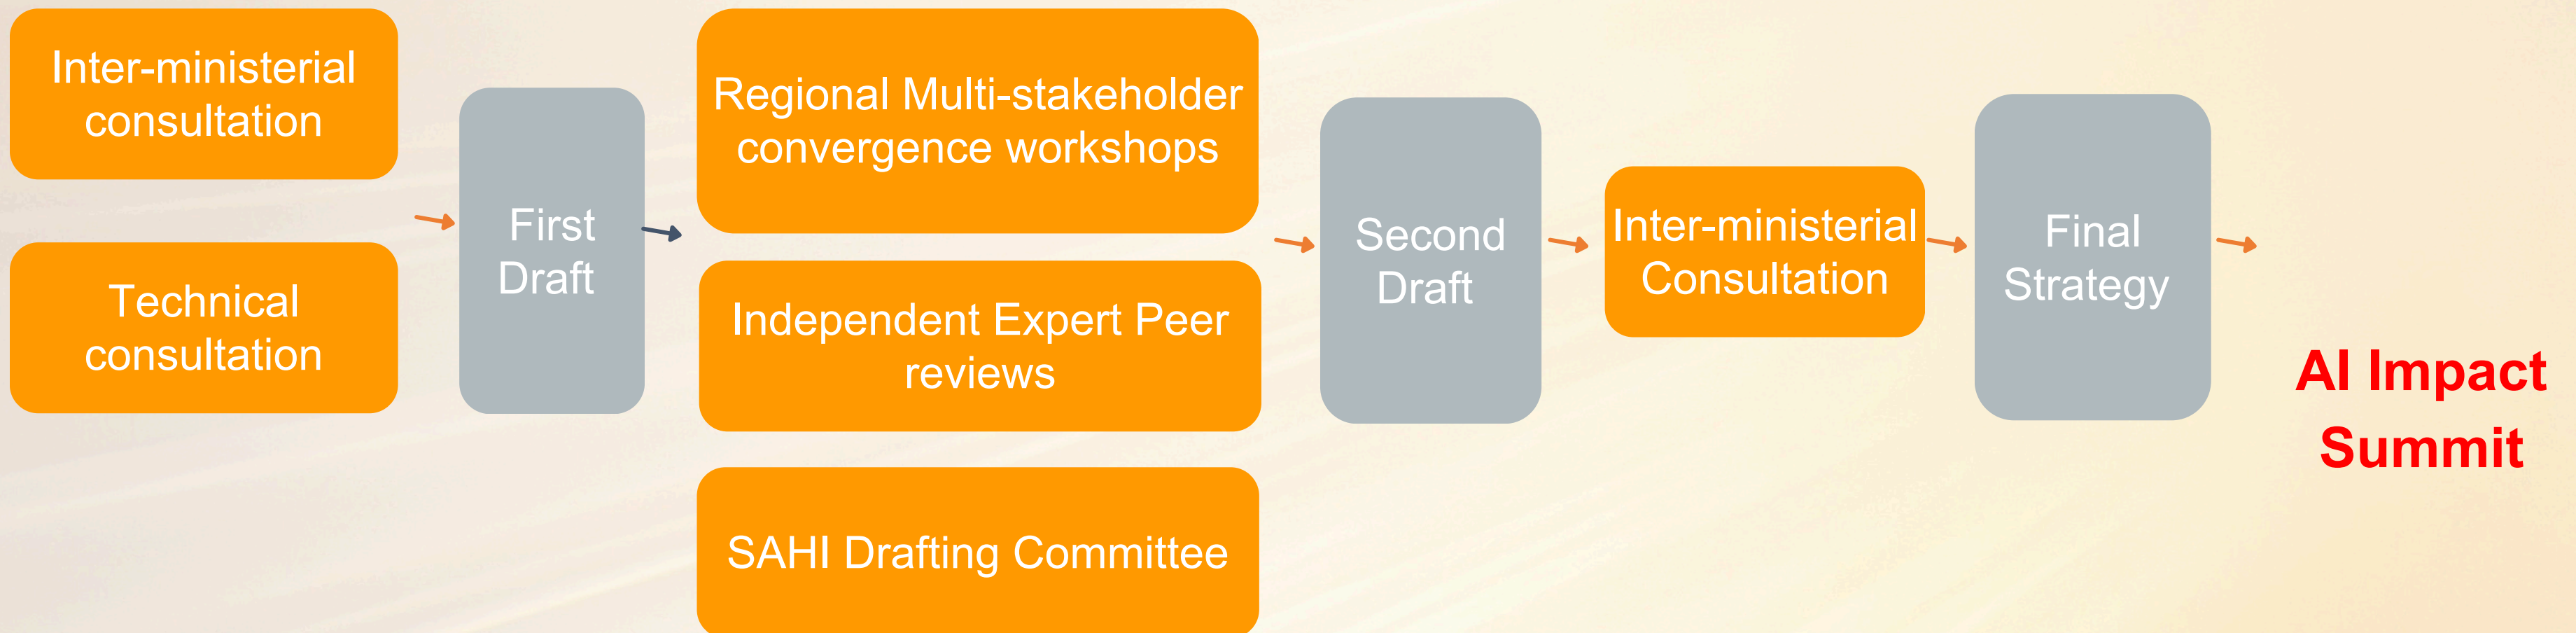 Inter-ministerial
consultation
Technical
consultation
First
Draft
Regional Multi-stakeholder
convergence workshops
Independent Expert Peer
reviews
SAHI Drafting Committee
Second
Draft
Inter-ministerial
Consultation
Final
Strategy
AI Impact
Summit